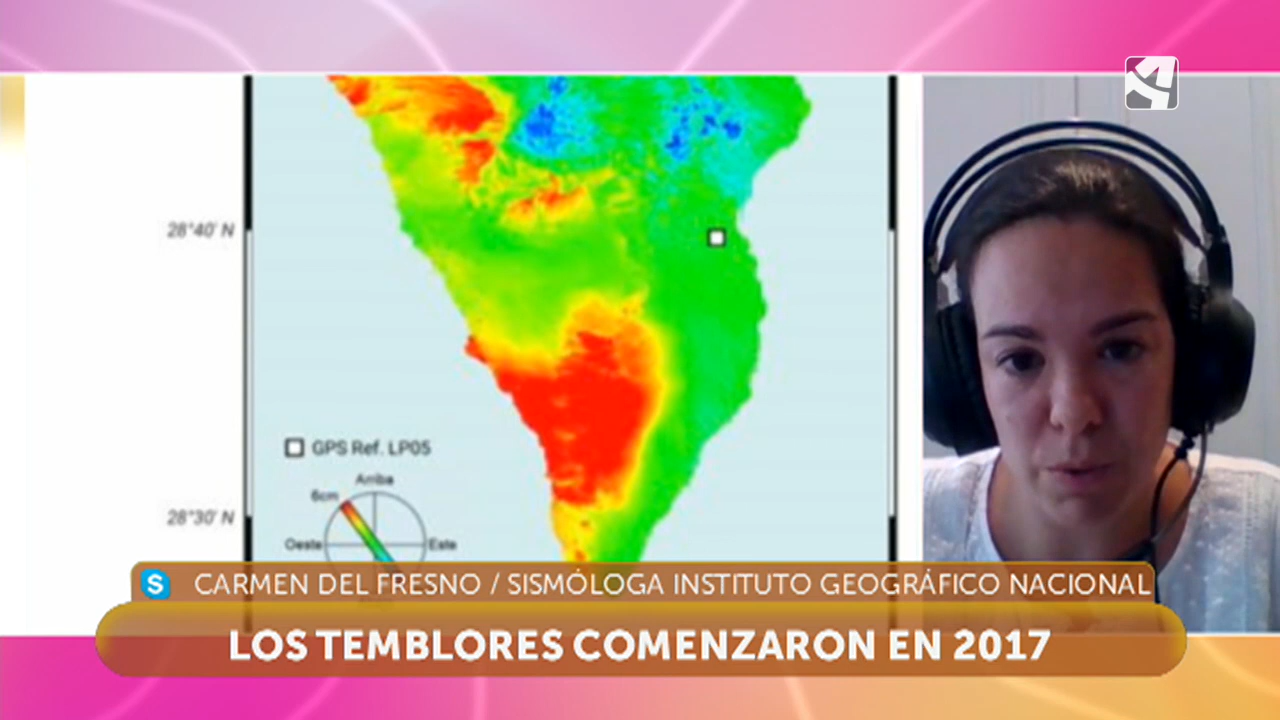 28°40' N
GPS Ref. LP05
Arriba
6cm
28°30' N
Oeste
Este
S CARMEN DEL FRESNO / SISMÓLOGA INSTITUTO GEOGRÁFICO NACIONAL
LOS TEMBLORES COMENZARON EN 2017